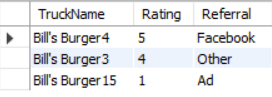 TruckName Rating Referral
Bill's Burger4 5 Facebook
Bill's Burger3 4 Other
Bill's Burger15 1 Ad